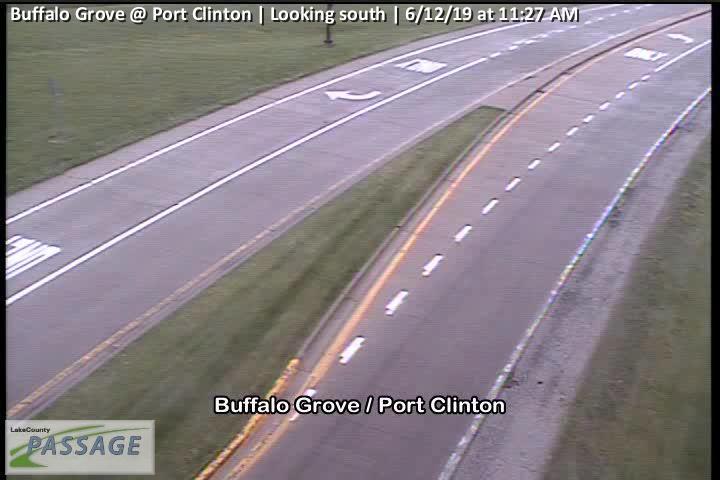 Buffalo Grove @ Port Clinton | Looking south | 6/12/19 at 11:27 AM
ONLY
Buffalo Grove / Port Clinton
LakeCounty
PASSAGE